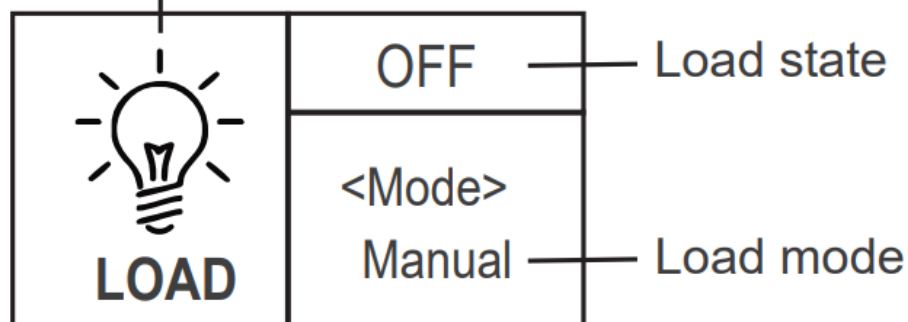 OFF
Load state
<Mode>
Manual
Load mode
LOAD